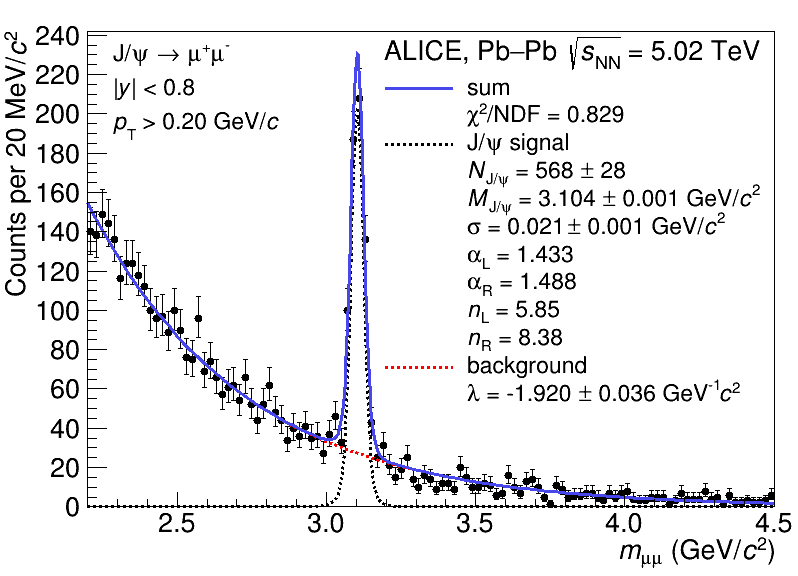 J/ψ → μ⁺μ⁻
|y| < 0.8
p_T > 0.20 GeV/c
ALICE, Pb–Pb √s_NN = 5.02 TeV
sum
χ²/NDF = 0.829
J/ψ signal
N_J/ψ = 568 ± 28
M_J/ψ = 3.104 ± 0.001 GeV/c²
σ = 0.021 ± 0.001 GeV/c²
α_L = 1.433
α_R = 1.488
n_L = 5.85
n_R = 8.38
background
λ = -1.920 ± 0.036 GeV⁻¹c²
Counts per 20 MeV/c²
240
220
200
180
160
140
120
100
80
60
40
20
0
2.5 3.0 3.5 4.0 4.5
m_μμ (GeV/c²)